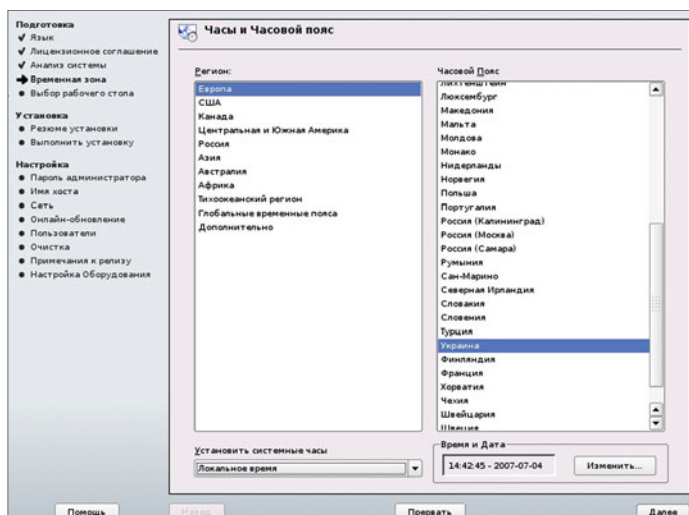 Подготовка
Язык
Лицензионное соглашение
Анализ системы
Временная зона
Выбор рабочего стола
Установка
Резюме установки
Выполнить установку
Настройка
Пароль администратора
Имя хоста
Сеть
Онлайн-обновление
Пользователи
Очистка
Примечания к релизу
Настройка Оборудования
Часы и Часовой пояс
Регион:
Европа
США
Канада
Центральная и Южная Америка
Россия
Азия
Австралия
Африка
Тихоокеанский регион
Глобальные временные пояса
Дополнительно
Часовой Пояс
Лихтенштейн
Люксембург
Македония
Мальта
Молдова
Монако
Нидерланды
Норвегия
Польша
Португалия
Россия (Калининград)
Россия (Москва)
Россия (Самара)
Румыния
Сан-Марино
Северная Ирландия
Словакия
Словения
Турция
Украина
Финляндия
Франция
Хорватия
Чехия
Швейцария
Швеция
Установить системные часы
Локальное время
Время и Дата
14:42:45 - 2007-07-04
Изменить...
Помощь
Назад
Прервать
Далее